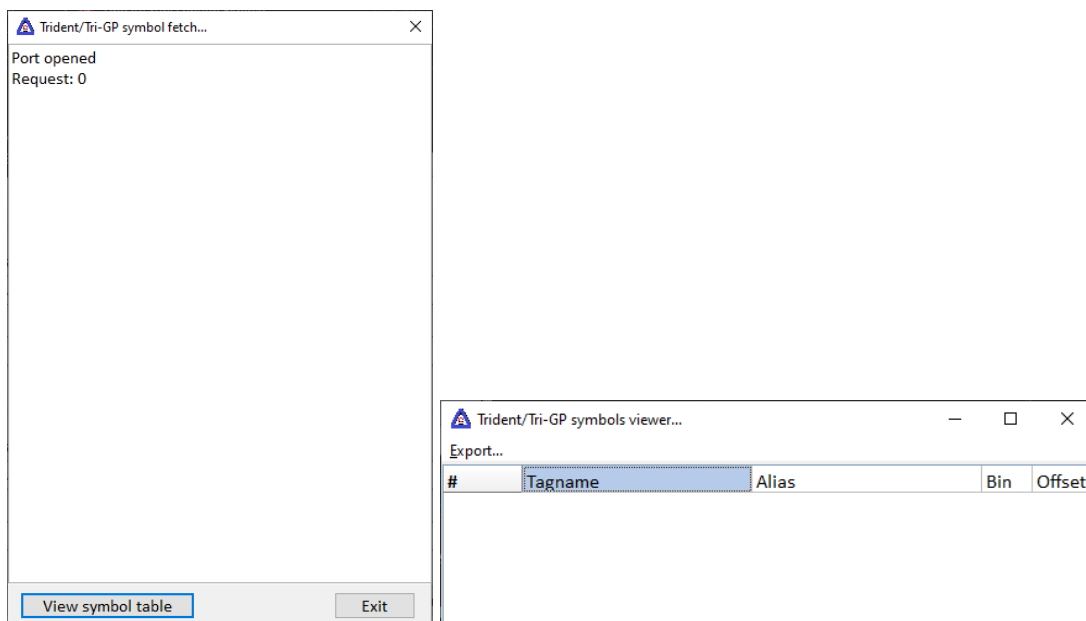 Trident/Tri-GP symbol fetch...
Port opened
Request: 0
View symbol table
Exit
Trident/Tri-GP symbols viewer...
Export...
# Tagname Alias Bin Offset